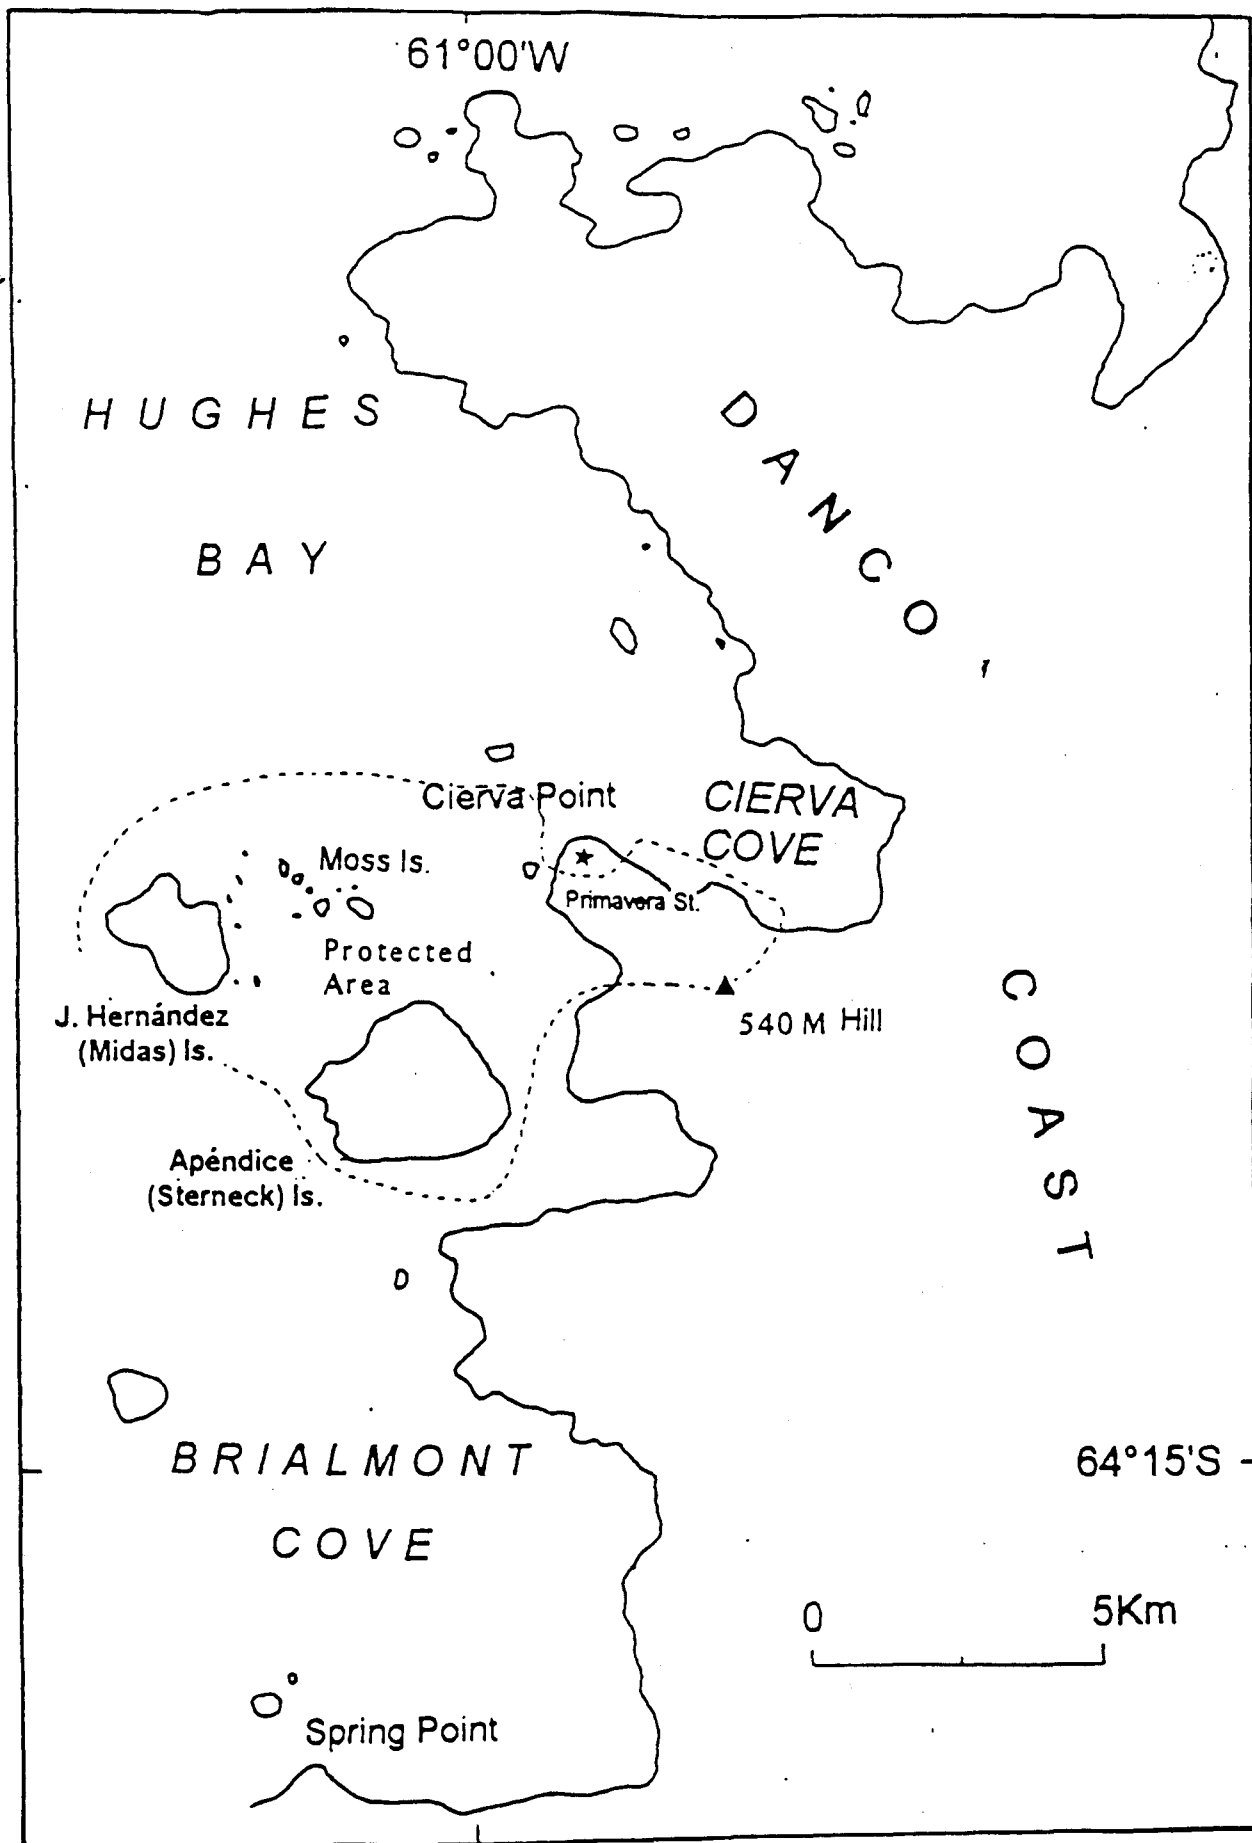 61°00'W
HUGHES
BAY
DANCO
Cierva Point
CIERVA
COVE
Moss Is.
Primavera St.
Protected
Area
J. Hernández
(Midas) Is.
540 M Hill
COAST
Apéndice
(Sterneck) Is.
BRIALMONT
COVE
64°15'S
0 5Km
Spring Point